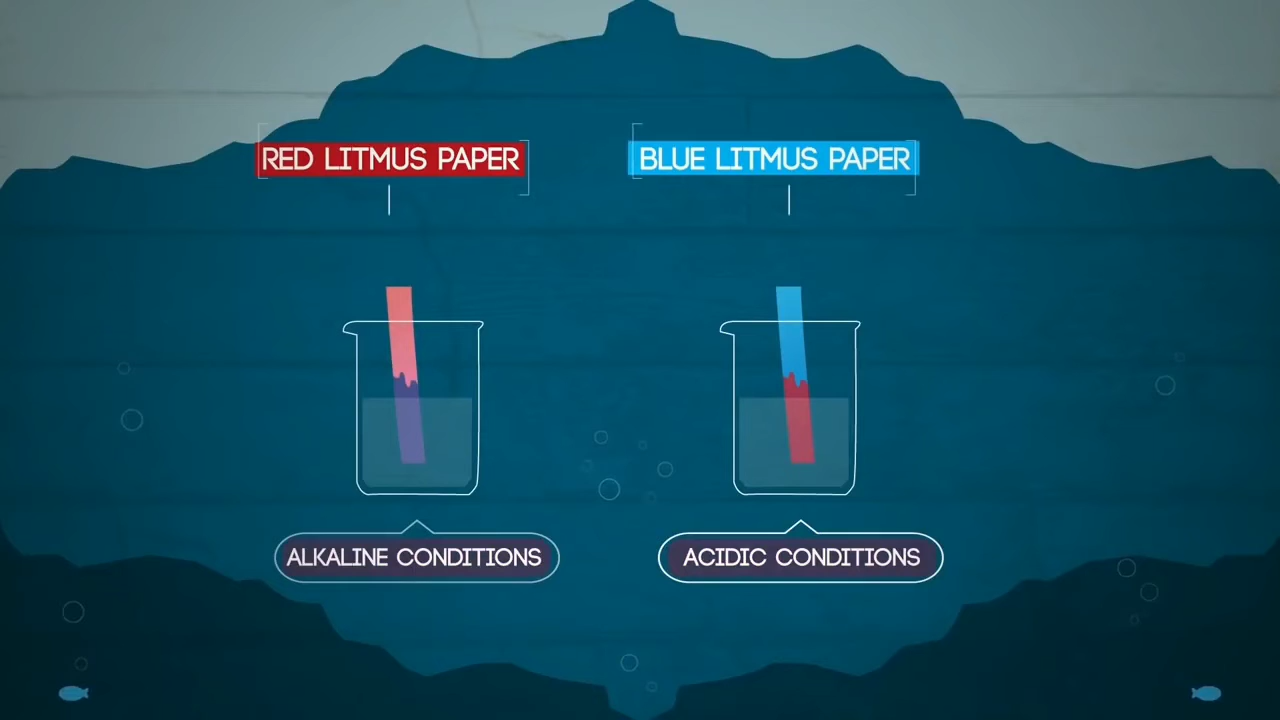 RED LITMUS PAPER
BLUE LITMUS PAPER
ALKALINE CONDITIONS
ACIDIC CONDITIONS